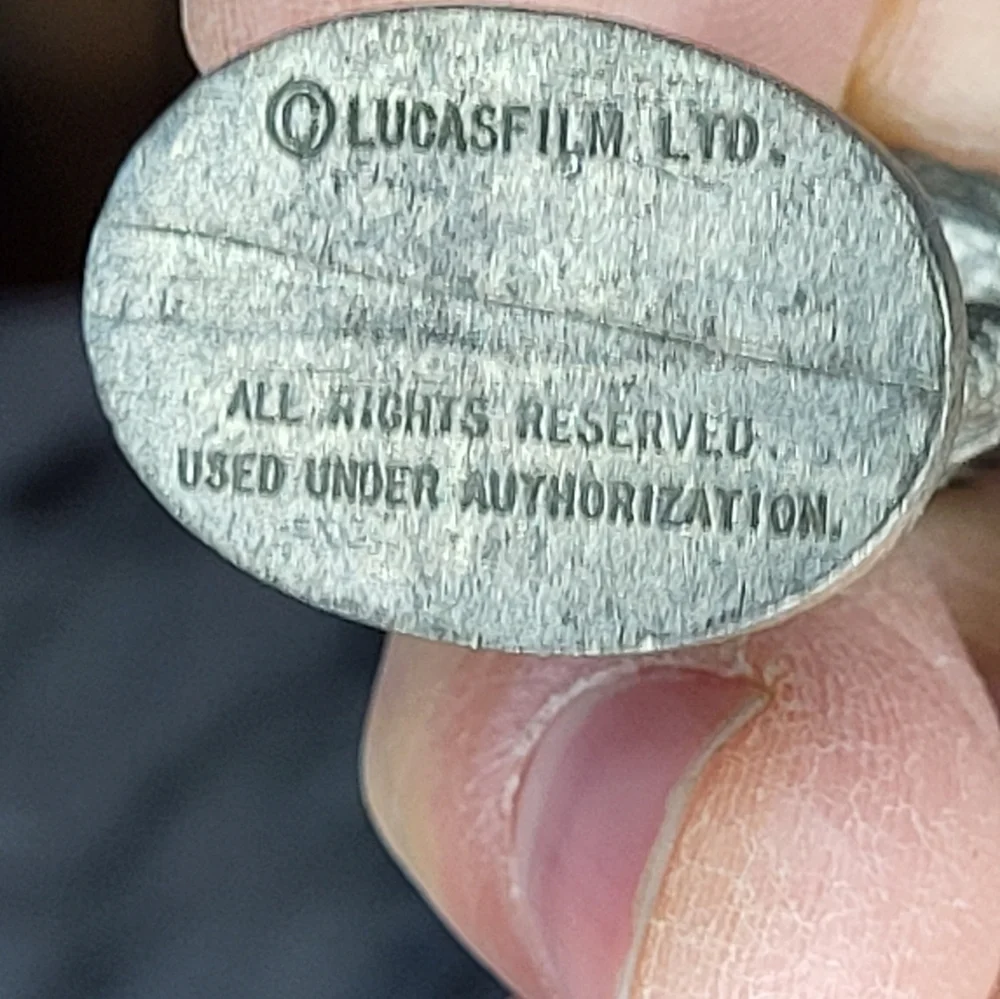 ©LUCASFILM LTD.
ALL RIGHTS RESERVED.
USED UNDER AUTHORIZATION.